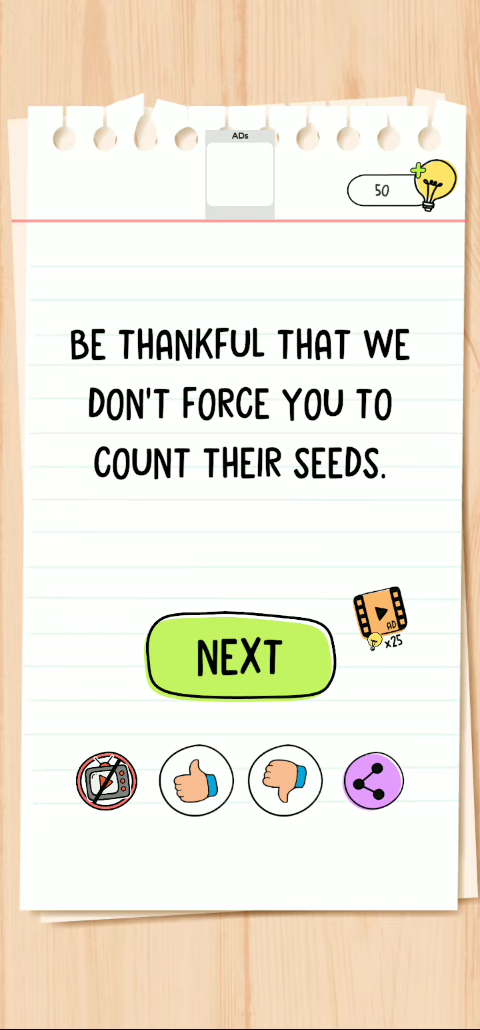 ADs
50
BE THANKFUL THAT WE
DON'T FORCE YOU TO
COUNT THEIR SEEDS.
AD
x25
NEXT